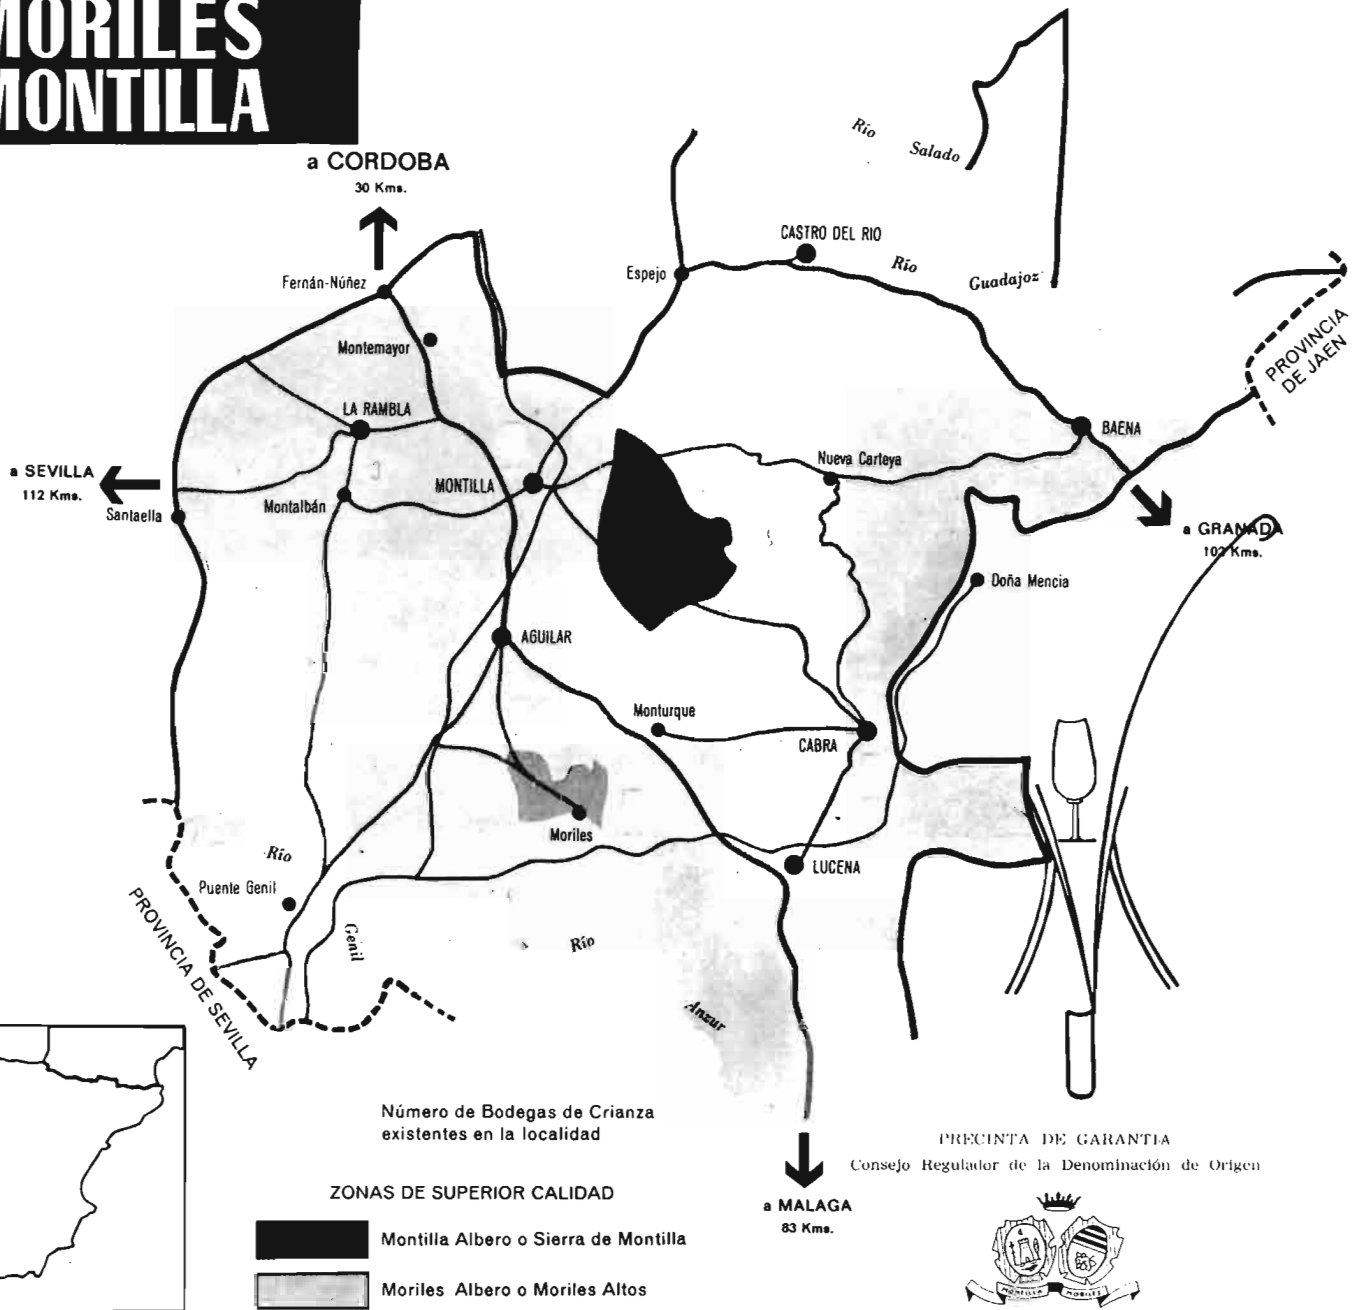 MORILES
MONTILLA
a CORDOBA
30 Kms.
Río
Salado
CASTRO DEL RIO
Espejo
Río
Guadajoz
Fernán-Núñez
Montemayor
PROVINCIA
DE JAEN
LA RAMBLA
BAENA
a SEVILLA
112 Kms.
MONTILLA
Nueva Carteya
Santaella
Montalbán
a GRANADA
Kms.
Doña Mencia
AGUILAR
Monturque
CABRA
Moriles
Río
LUCENA
Puente Genil
Genil
PROVINCIA DE SEVILLA
Río
Anzur
Número de Bodegas de Crianza
existentes en la localidad
PRECINTA DE GARANTIA
Consejo Regulador de la Denominación de Origen
ZONAS DE SUPERIOR CALIDAD
a MALAGA
83 Kms.
Montilla Albero o Sierra de Montilla
Moriles Albero o Moriles Altos
MONTILLA MORILES